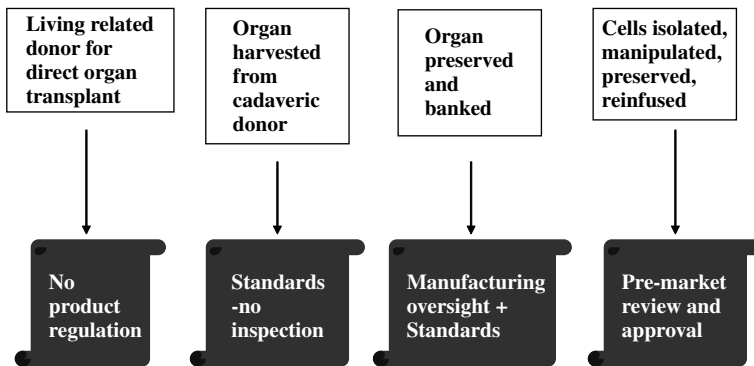 Living related
donor for
direct organ
transplant
Organ
harvested
from
cadaveric
donor
Organ
preserved
and
banked
Cells isolated,
manipulated,
preserved,
reinfused
No
product
regulation
Standards
-no
inspection
Manufacturing
oversight +
Standards
Pre-market
review and
approval